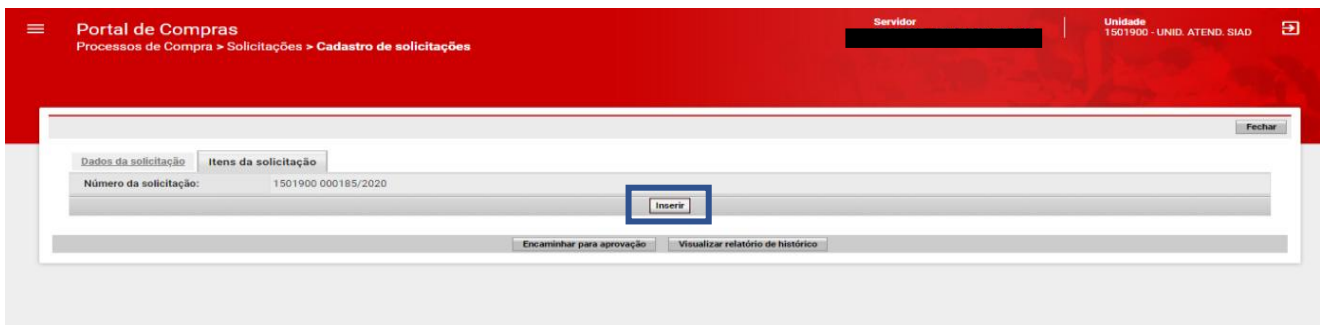 Portal de Compras
Processos de Compra > Solicitações > Cadastro de solicitações
Servidor
Unidade
1501900 - UNID. ATEND. SIAD
Fechar
Dados da solicitação
Itens da solicitação
Número da solicitação: 1501900 000185/2020
Inserir
Encaminhar para aprovação
Visualizar relatório de histórico